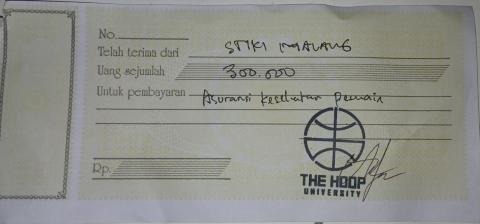 No.
Telah terima dari STIKI MALANG
Uang sejumlah 300.000
Untuk pembayaran Asuransi kesehatan pemain
Rp.
THE HOOP
UNIVERSITY